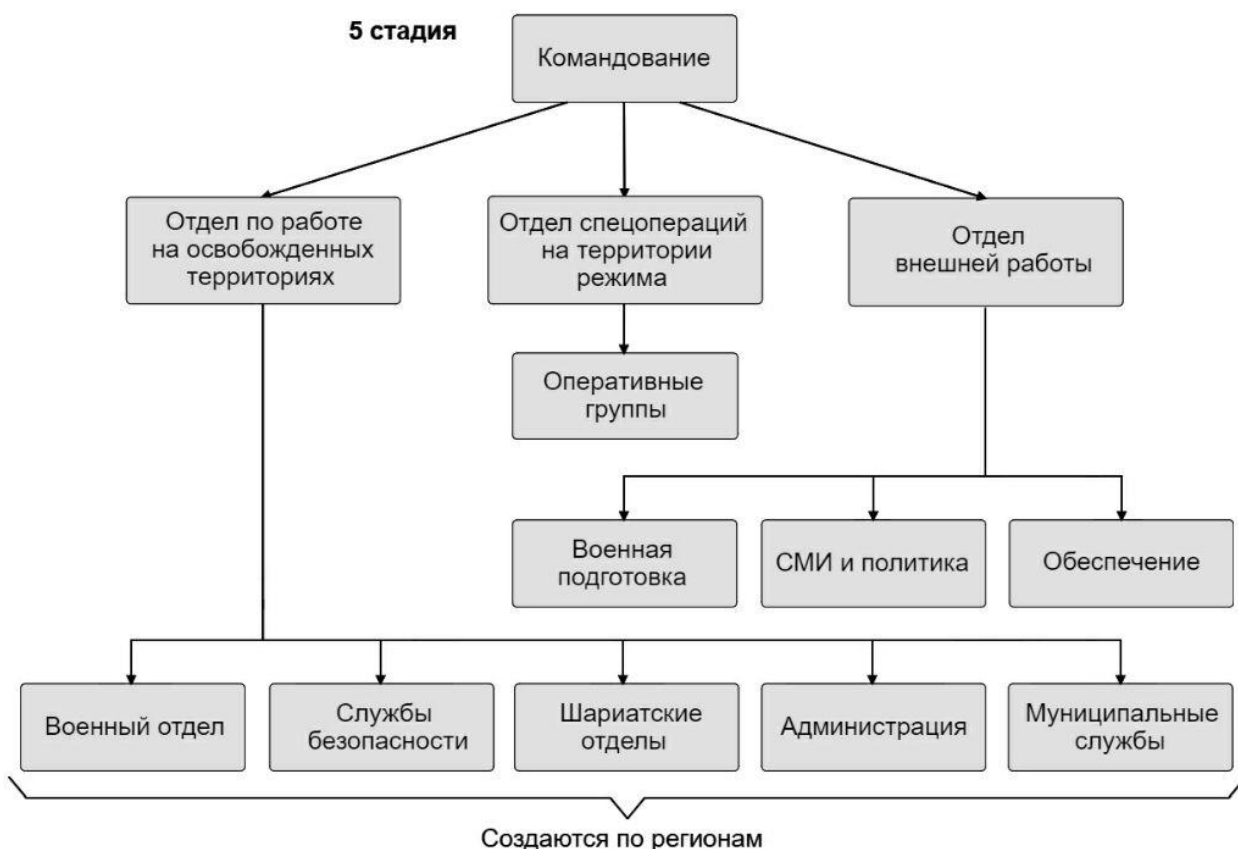 5 стадия
Командование
Отдел по работе
на освобожденных
территориях
Отдел спецопераций
на территории
режима
Отдел
внешней работы
Оперативные
группы
Военная
подготовка
СМИ и политика
Обеспечение
Военный отдел
Службы
безопасности
Шариатские
отделы
Администрация
Муниципальные
службы
Создаются по регионам